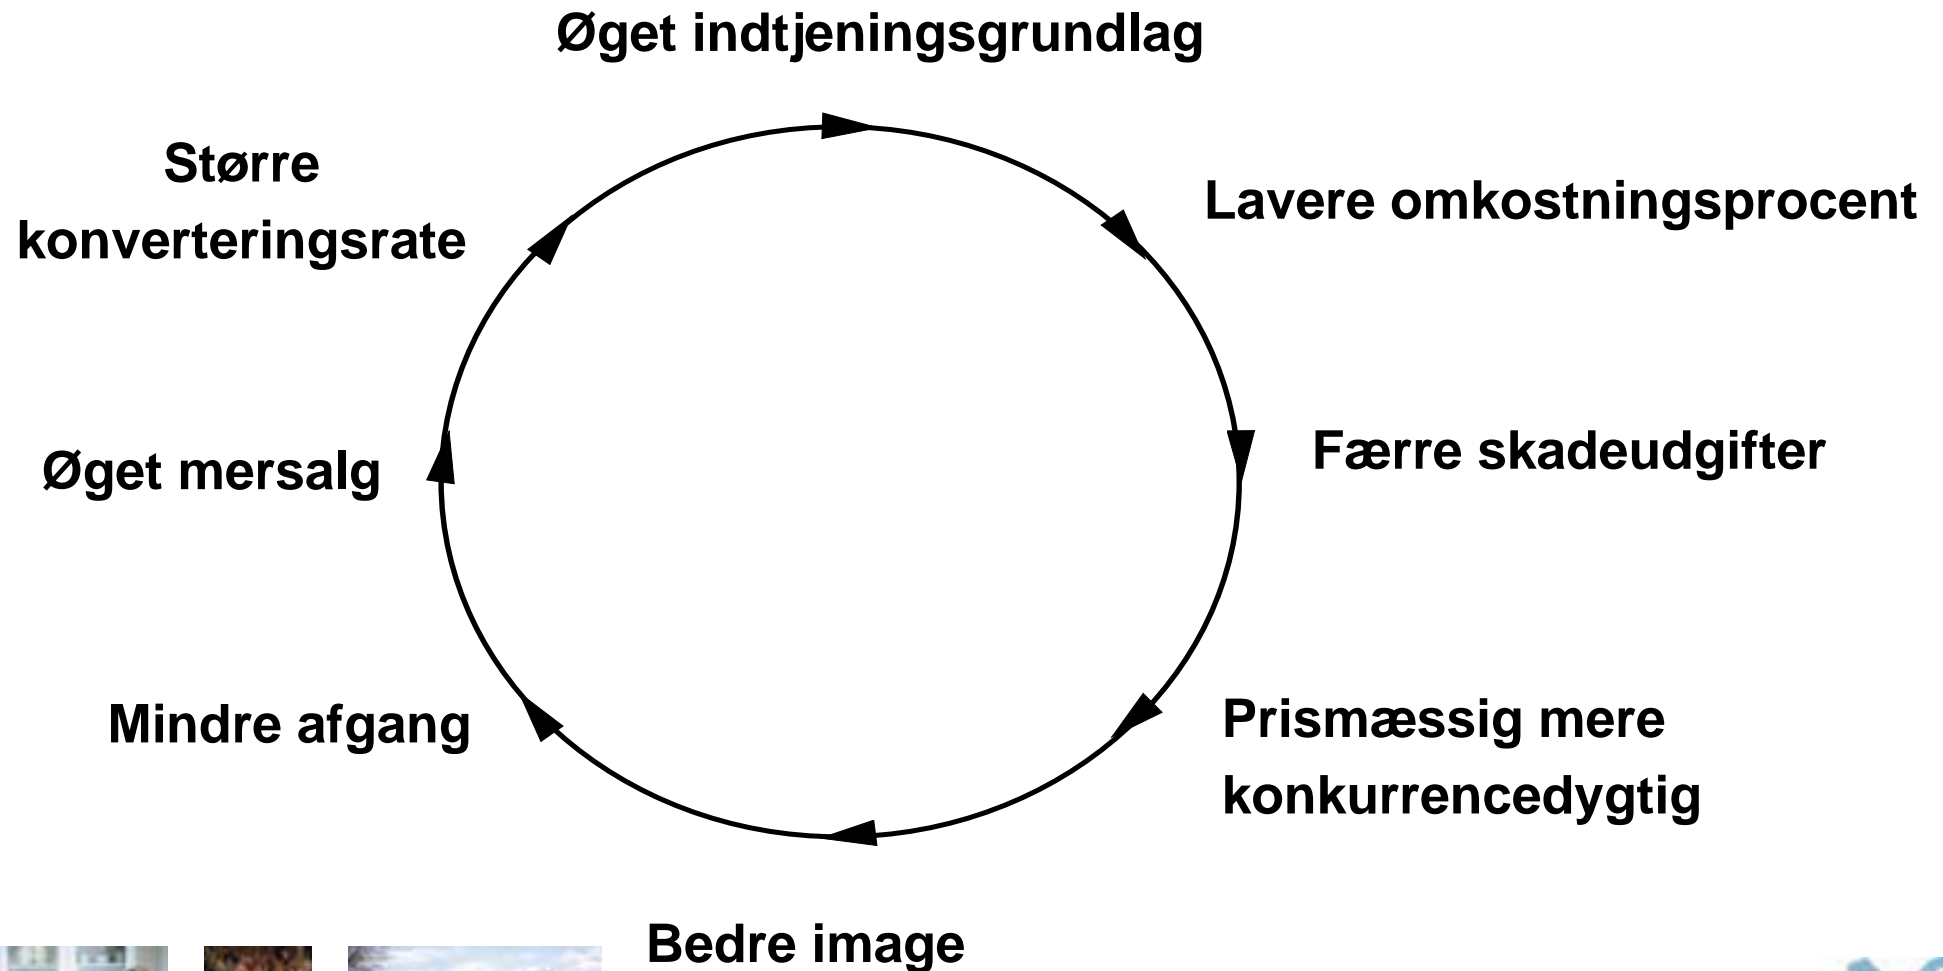 Øget indtjeningsgrundlag
Lavere omkostningsprocent
Færre skadeudgifter
Prismæssig mere
konkurrencedygtig
Bedre image
Mindre afgang
Øget mersalg
Større
konverteringsrate